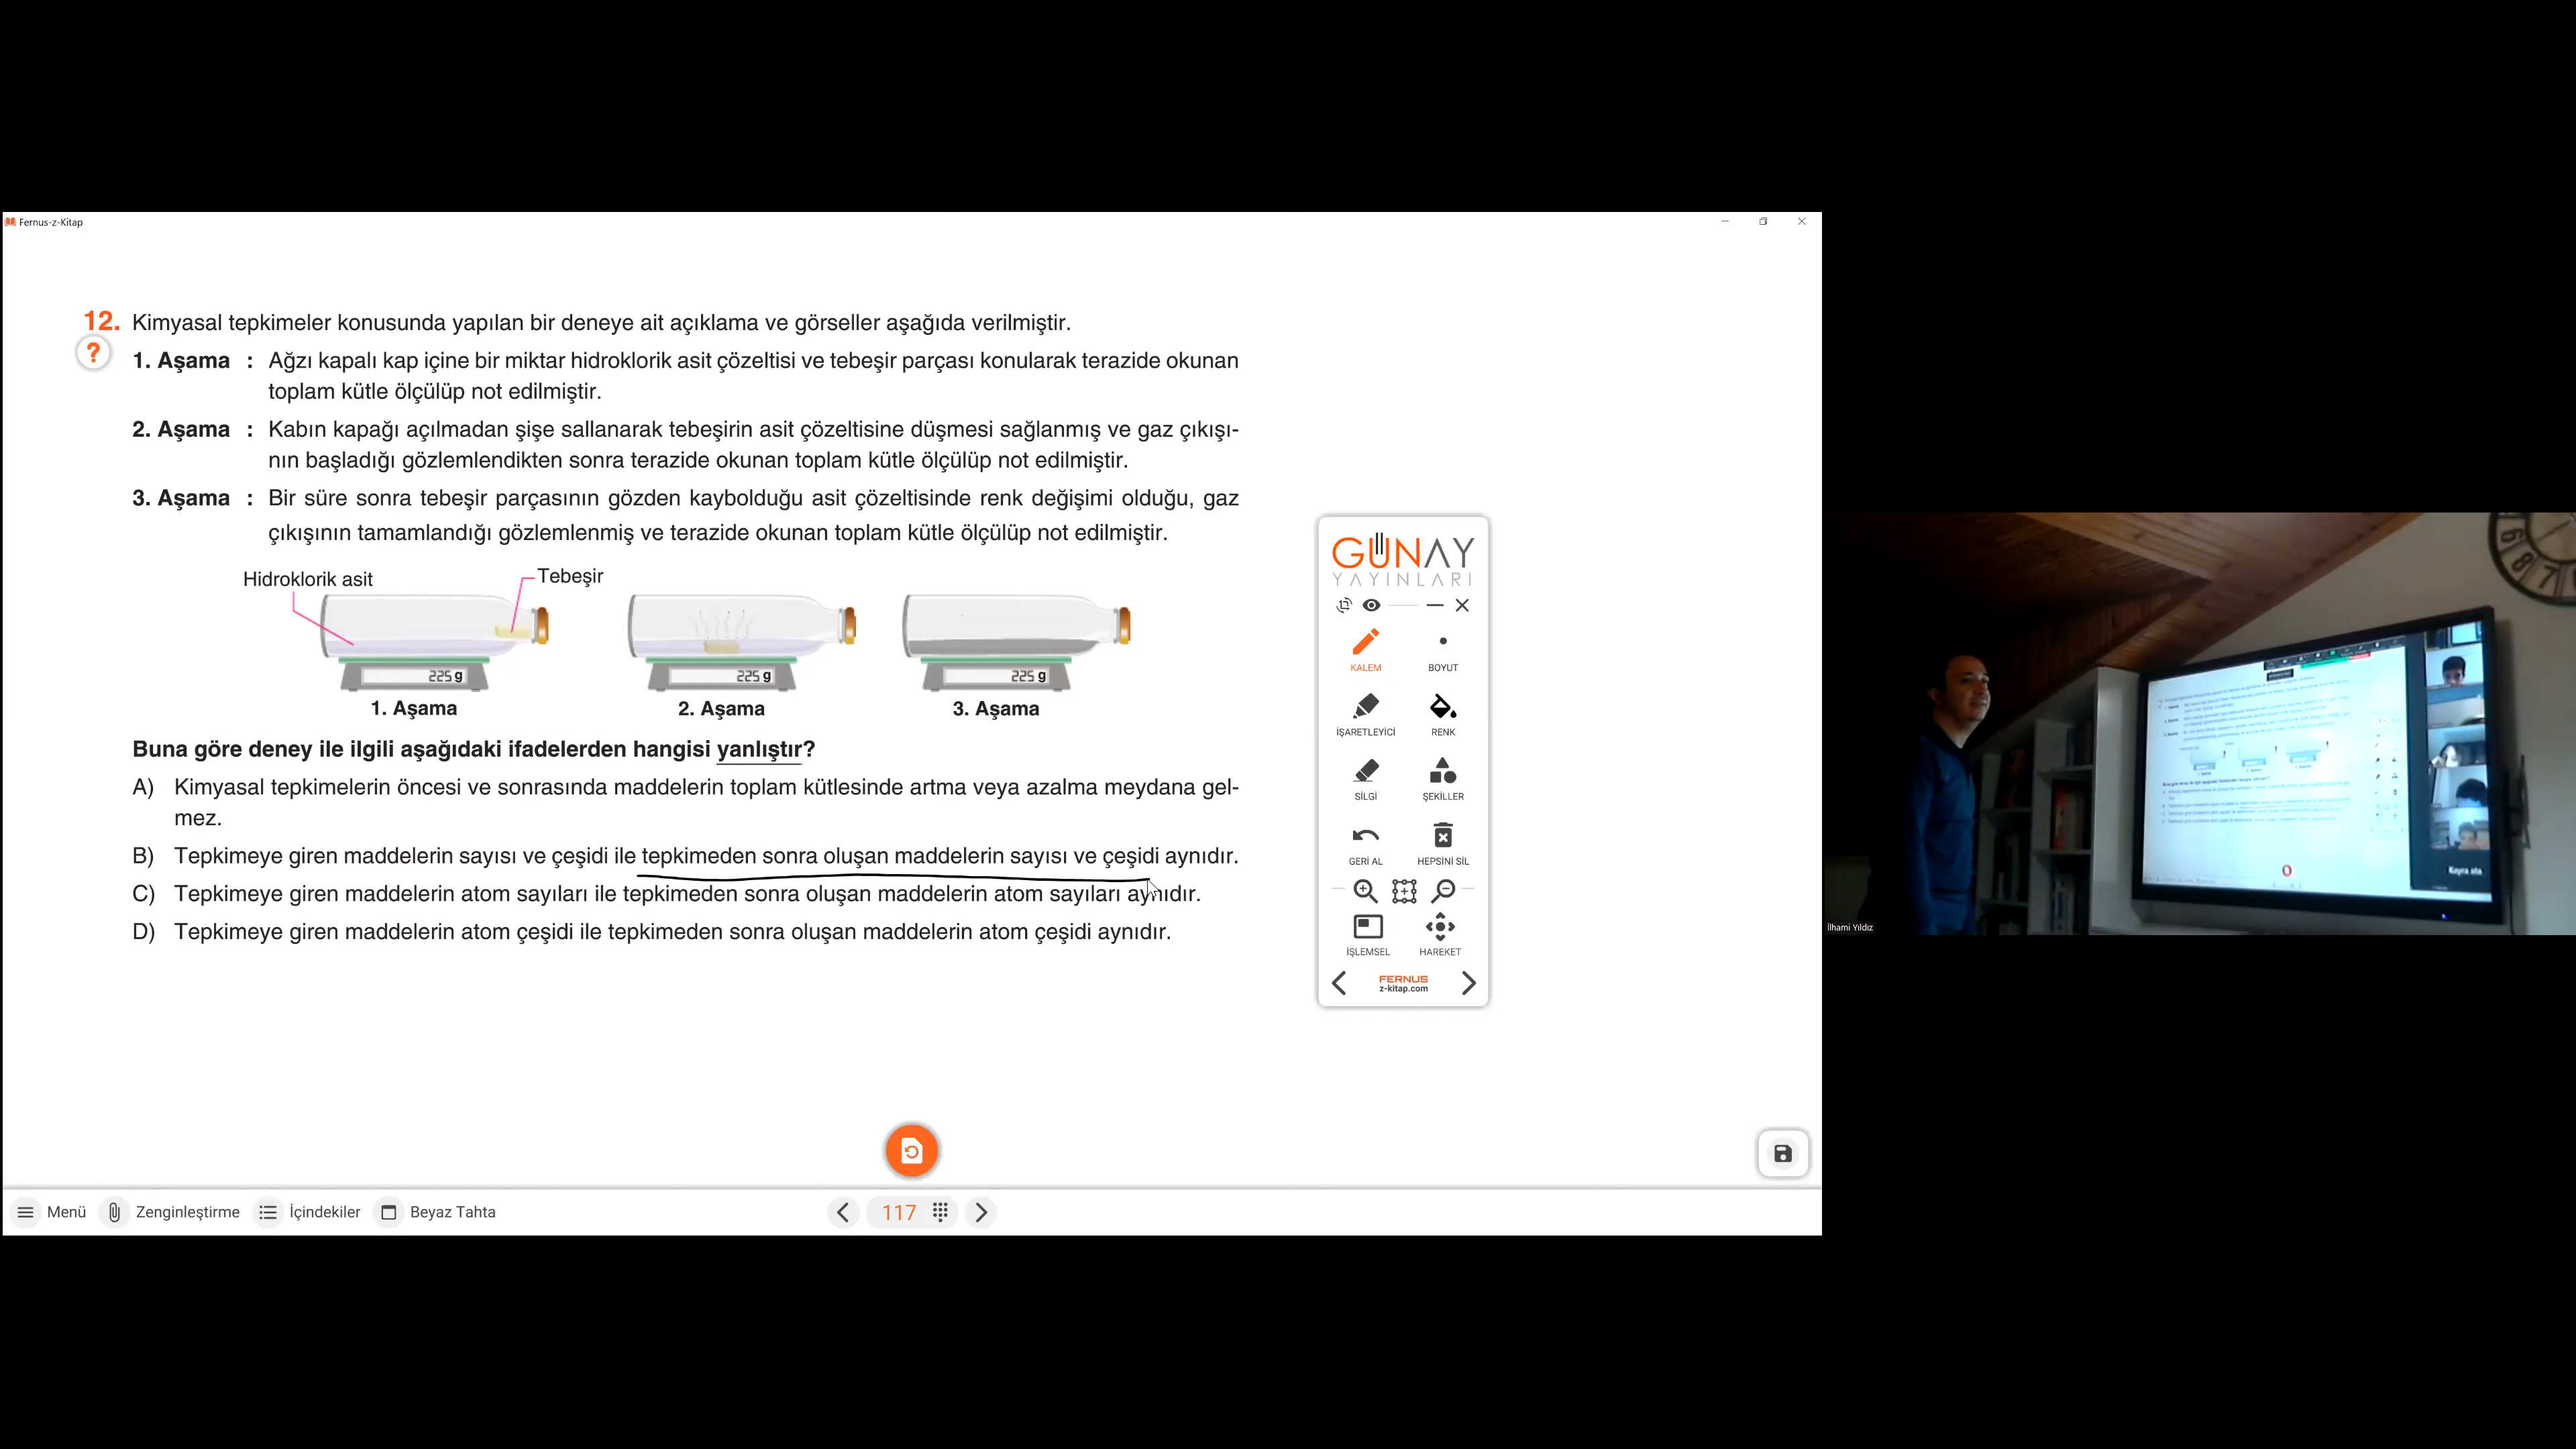 Fernus-z-Kitap
12. Kimyasal tepkimeler konusunda yapılan bir deneye ait açıklama ve görseller aşağıda verilmiştir.
?
1. Aşama : Ağzı kapalı kap içine bir miktar hidroklorik asit çözeltisi ve tebeşir parçası konularak terazide okunan
toplam kütle ölçülüp not edilmiştir.
2. Aşama : Kabın kapağı açılmadan şişe sallanarak tebeşirin asit çözeltisine düşmesi sağlanmış ve gaz çıkışı-
nın başladığı gözlemlendikten sonra terazide okunan toplam kütle ölçülüp not edilmiştir.
3. Aşama : Bir süre sonra tebeşir parçasının gözden kaybolduğu asit çözeltisinde renk değişimi olduğu, gaz
çıkışının tamamlandığı gözlemlenmiş ve terazide okunan toplam kütle ölçülüp not edilmiştir.
Hidroklorik asit
Tebeşir
225 g
225 g
225 g
1. Aşama
2. Aşama
3. Aşama
Buna göre deney ile ilgili aşağıdaki ifadelerden hangisi yanlıştır?
A) Kimyasal tepkimelerin öncesi ve sonrasında maddelerin toplam kütlesinde artma veya azalma meydana gel-
mez.
B) Tepkimeye giren maddelerin sayısı ve çeşidi ile tepkimeden sonra oluşan maddelerin sayısı ve çeşidi aynıdır.
C) Tepkimeye giren maddelerin atom sayıları ile tepkimeden sonra oluşan maddelerin atom sayıları aynıdır.
D) Tepkimeye giren maddelerin atom çeşidi ile tepkimeden sonra oluşan maddelerin atom çeşidi aynıdır.
GÜNAY
YAYINLARI
KALEM
BOYUT
İŞARETLEYİCİ
RENK
SİLGİ
ŞEKİLLER
GERİ AL
HEPSİNİ SİL
İŞLEMSEL
HAREKET
FERNUS
z-kitap.com
Menü
Zenginleştirme
İçindekiler
Beyaz Tahta
117
İlhami Yıldız
Kayra ata